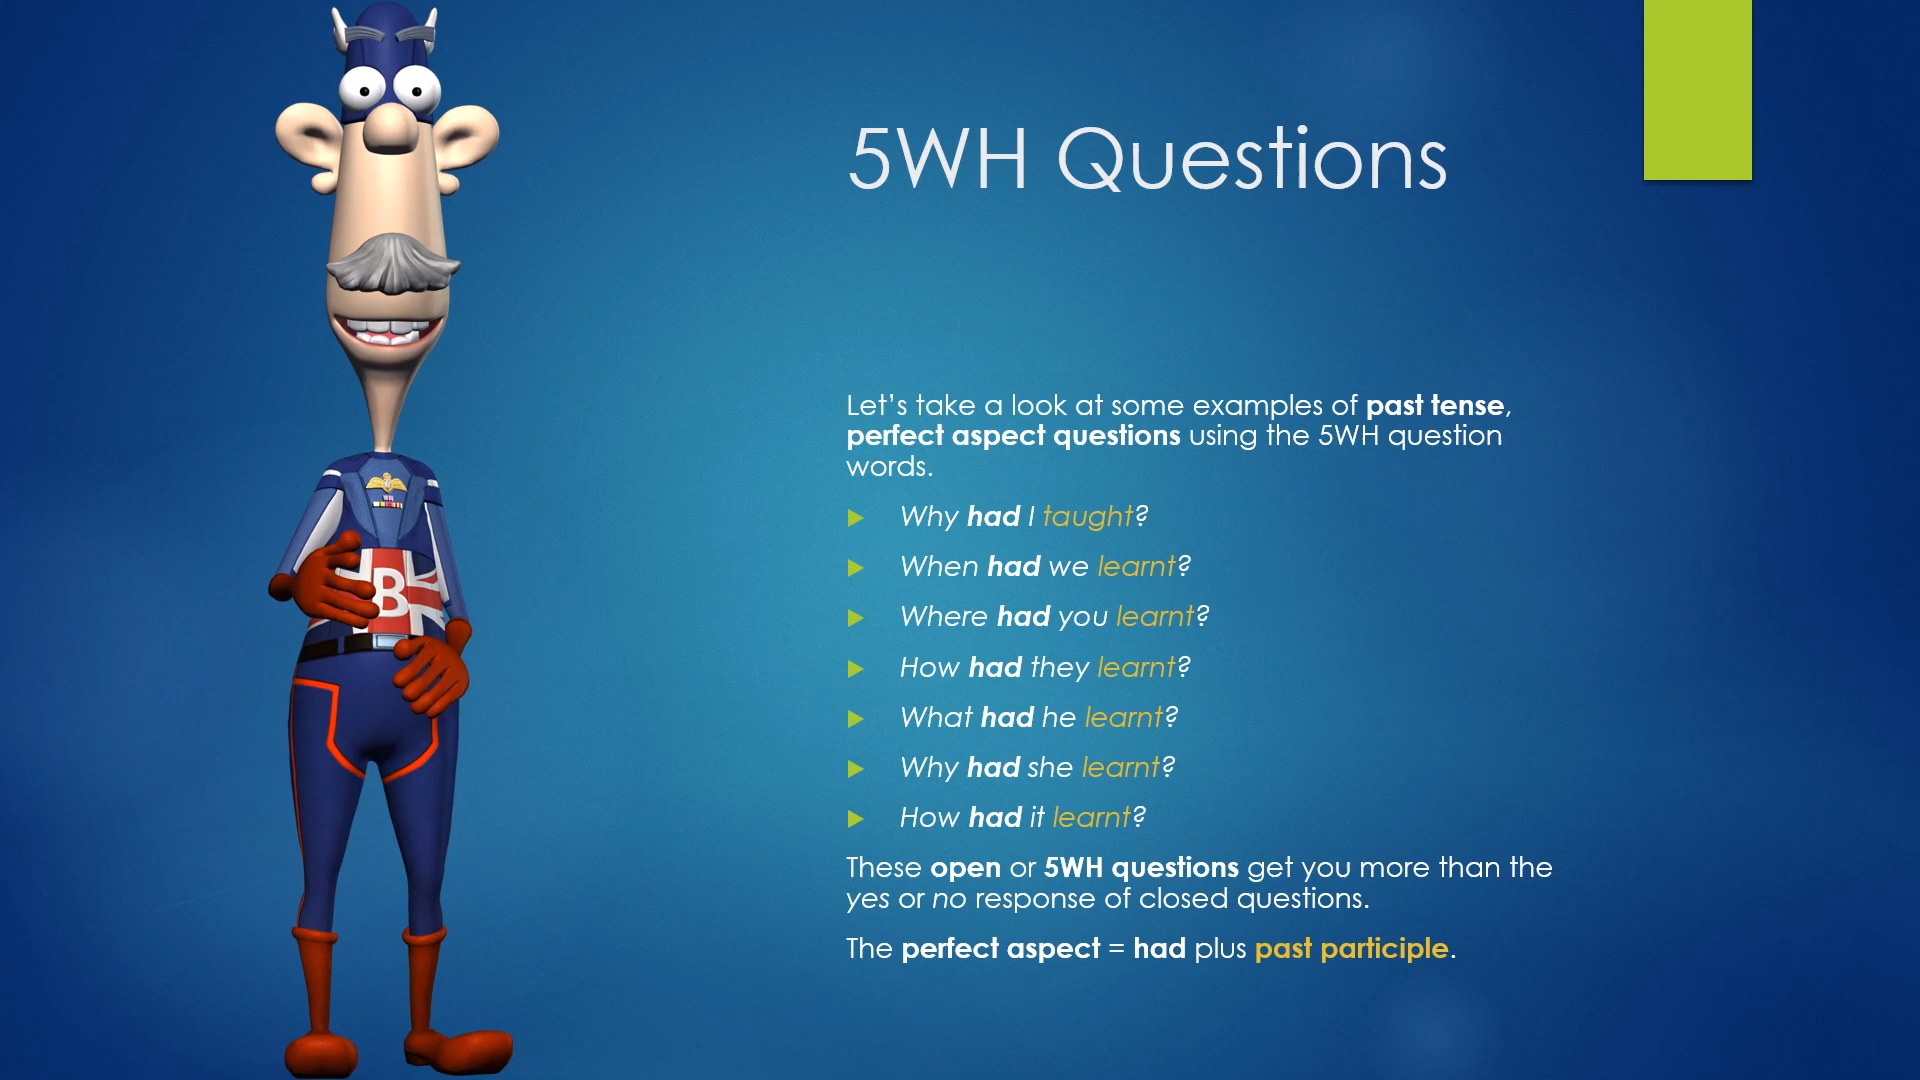 5WH Questions
Let’s take a look at some examples of past tense,
perfect aspect questions using the 5WH question
words.
Why had I taught?
When had we learnt?
Where had you learnt?
How had they learnt?
What had he learnt?
Why had she learnt?
How had it learnt?
These open or 5WH questions get you more than the
yes or no response of closed questions.
The perfect aspect = had plus past participle.
B